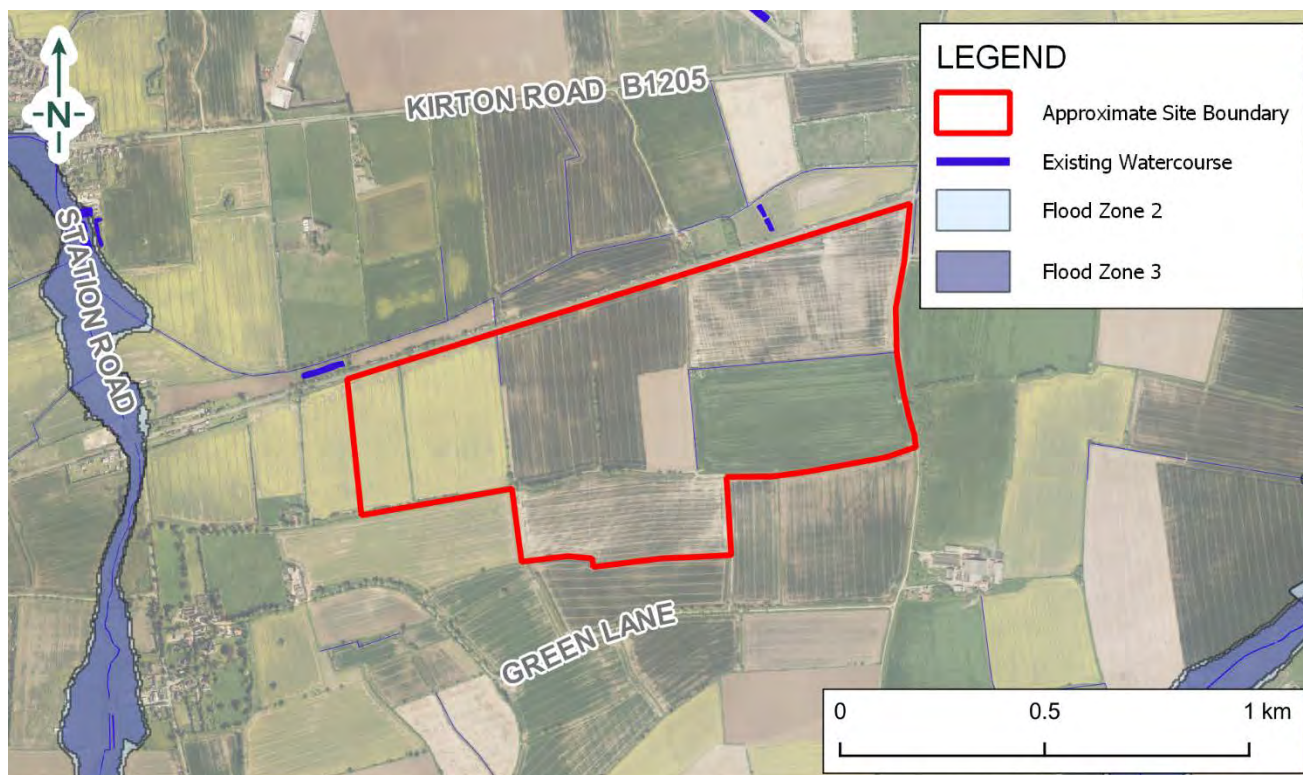 -N-
KIRTON ROAD B1205
STATION ROAD
GREEN LANE
LEGEND
Approximate Site Boundary
Existing Watercourse
Flood Zone 2
Flood Zone 3
0 0.5 1 km